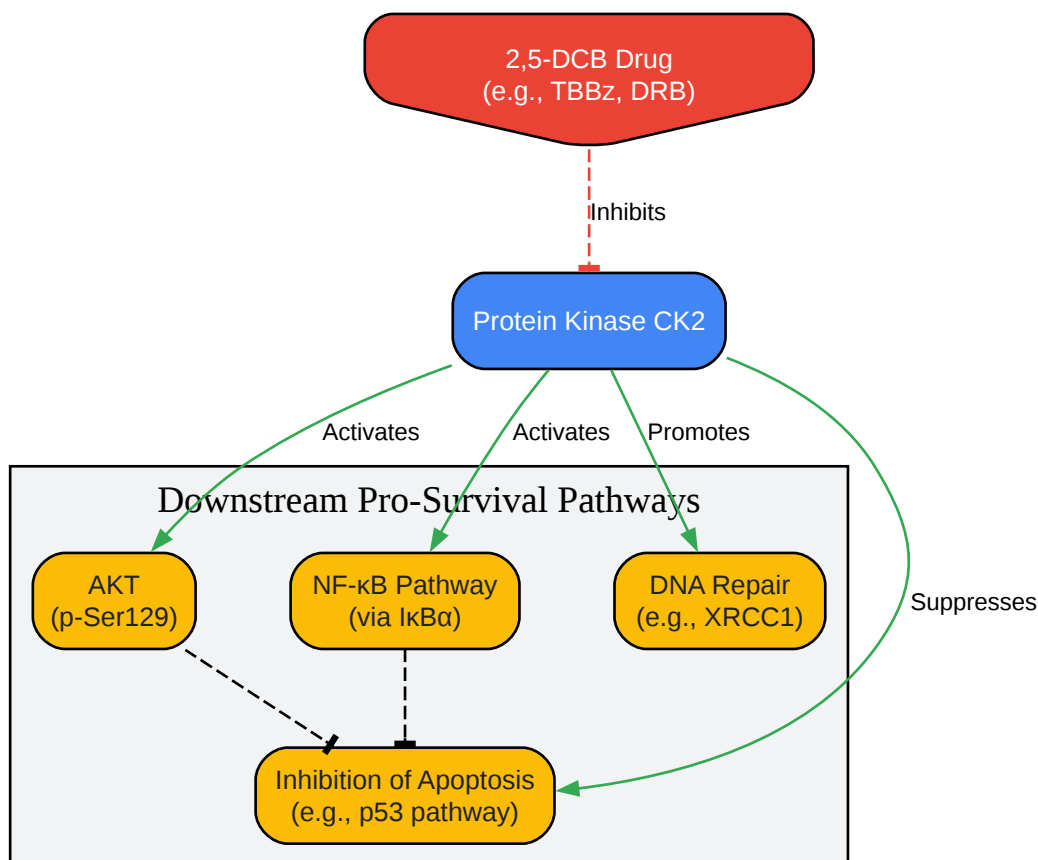 2,5-DCB Drug
(e.g., TBBz, DRB)
Inhibits
Protein Kinase CK2
Activates
Activates
Promotes
Downstream Pro-Survival Pathways
AKT
(p-Ser129)
NF-κB Pathway
(via IκBα)
DNA Repair
(e.g., XRCC1)
Suppresses
Inhibition of Apoptosis
(e.g., p53 pathway)